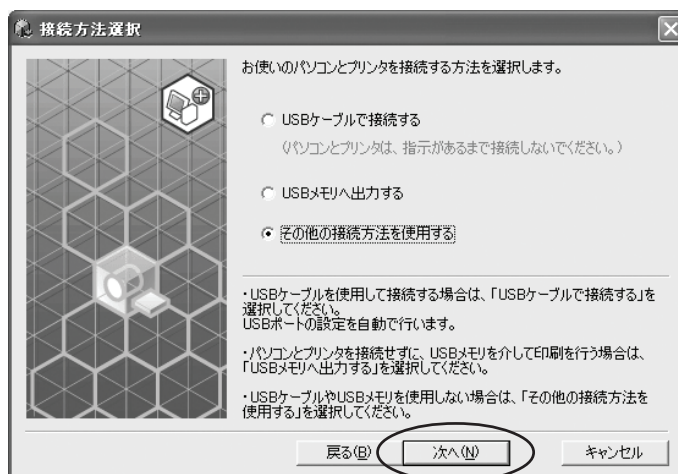 接続方法選択
お使いのパソコンとプリンタを接続する方法を選択します。
USBケーブルで接続する
(パソコンとプリンタは、指示があるまで接続しないでください。)
USBメモリへ出力する
その他の接続方法を使用する
・USBケーブルを使用して接続する場合は、「USBケーブルで接続する」を
選択してください。
USBポートの設定を自動で行います。
・パソコンとプリンタを接続せずに、USBメモリを介して印刷を行う場合は、
「USBメモリへ出力する」を選択してください。
・USBケーブルやUSBメモリを使用しない場合は、「その他の接続方法を
使用する」を選択してください。
戻る(B) 次へ(N) キャンセル